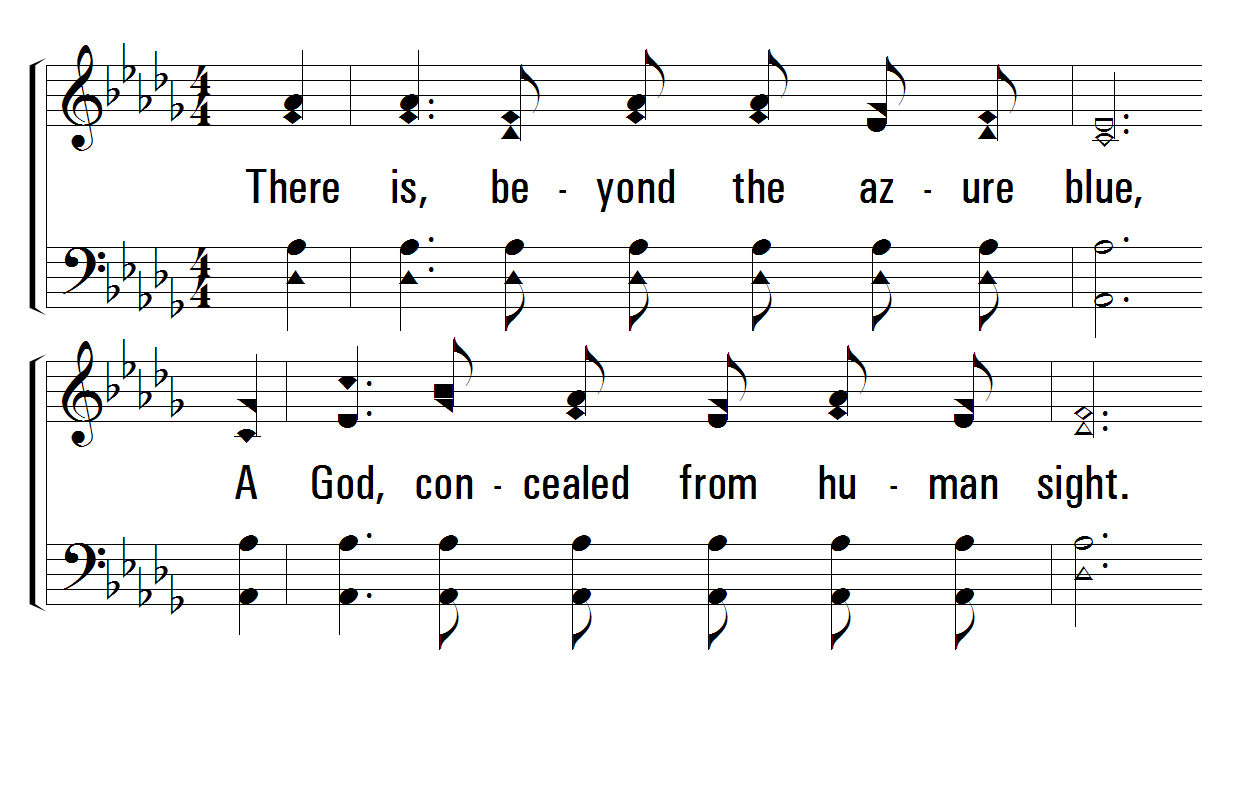 There is, be - yond the az - ure blue,
A God, con - cealed from hu - man sight.